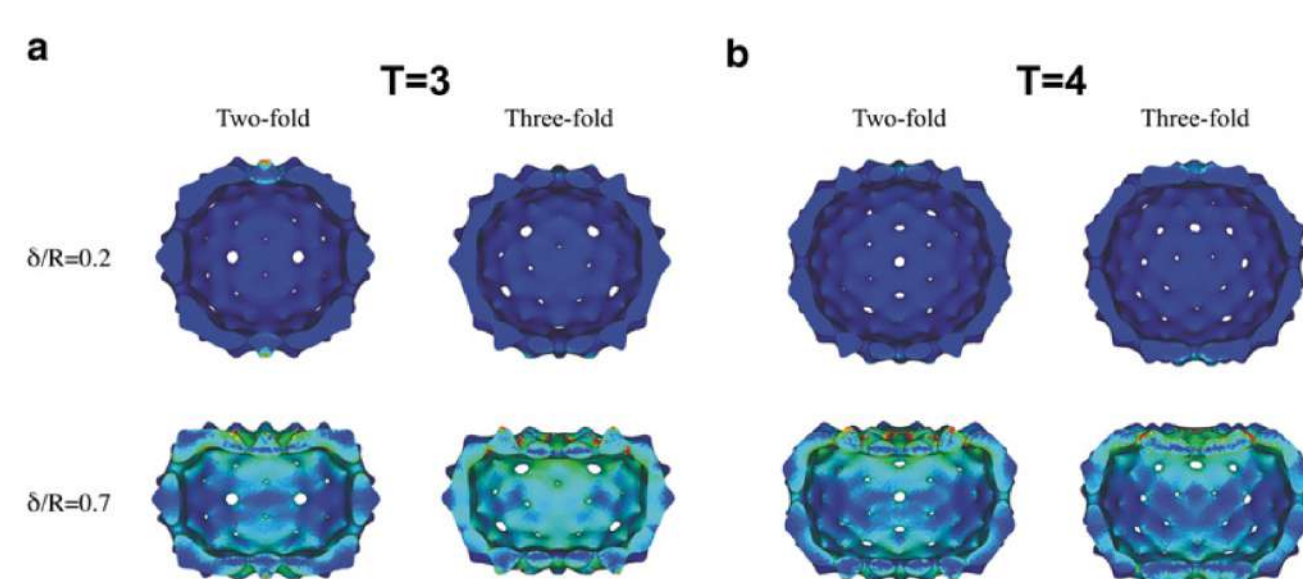 a
T=3
b
T=4
Two-fold
Three-fold
Two-fold
Three-fold
δ/R=0.2
δ/R=0.7